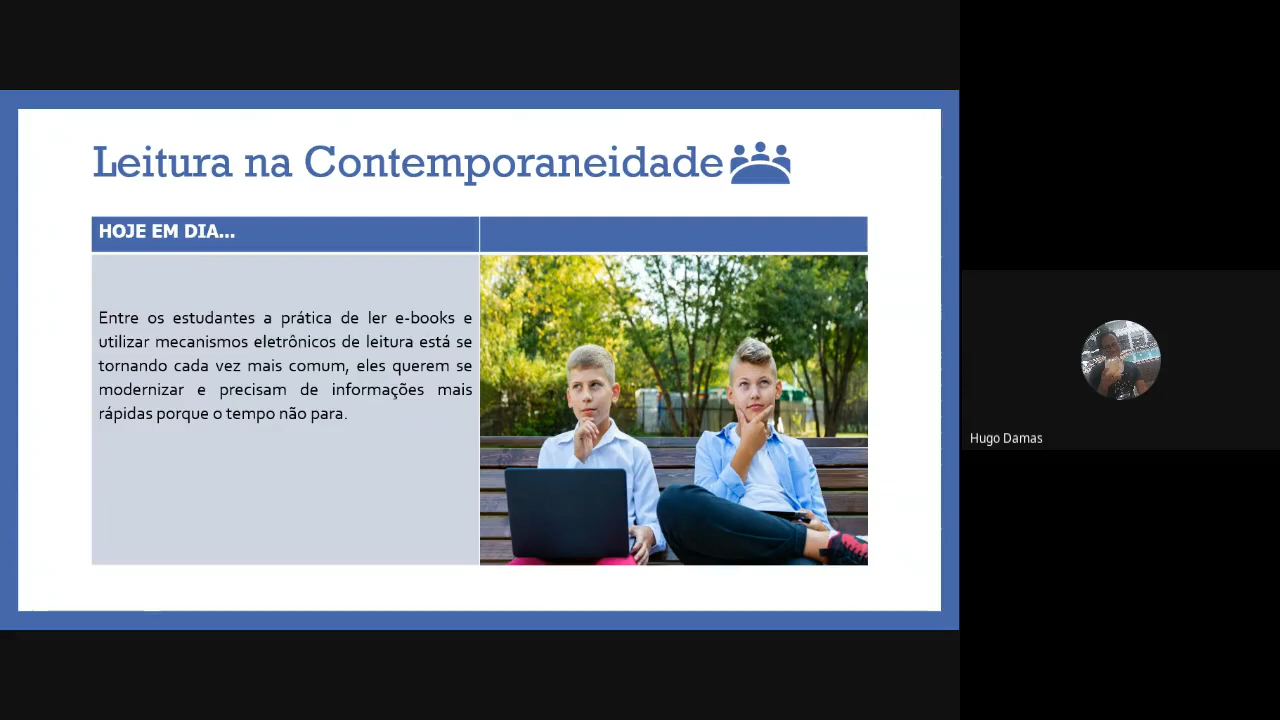 Leitura na Contemporaneidade
HOJE EM DIA...
Entre os estudantes a prática de ler e-books e
utilizar mecanismos eletrônicos de leitura está se
tornando cada vez mais comum, eles querem se
modernizar e precisam de informações mais
rápidas porque o tempo não para.
Hugo Damas